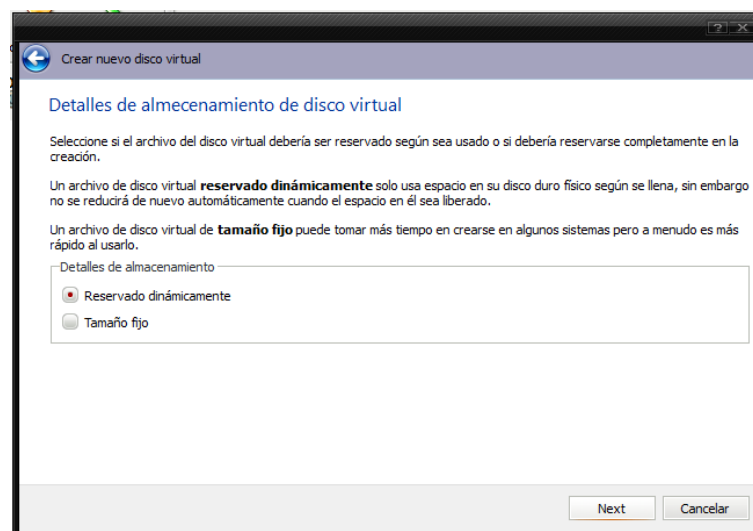 Crear nuevo disco virtual
Detalles de almecenamiento de disco virtual
Seleccione si el archivo del disco virtual debería ser reservado según sea usado o si debería reservarse completamente en la
creación.
Un archivo de disco virtual reservado dinámicamente solo usa espacio en su disco duro físico según se llena, sin embargo
no se reducirá de nuevo automáticamente cuando el espacio en él sea liberado.
Un archivo de disco virtual de tamaño fijo puede tomar más tiempo en crearse en algunos sistemas pero a menudo es más
rápido al usarlo.
Detalles de almacenamiento
Reservado dinámicamente
Tamaño fijo
Next Cancelar